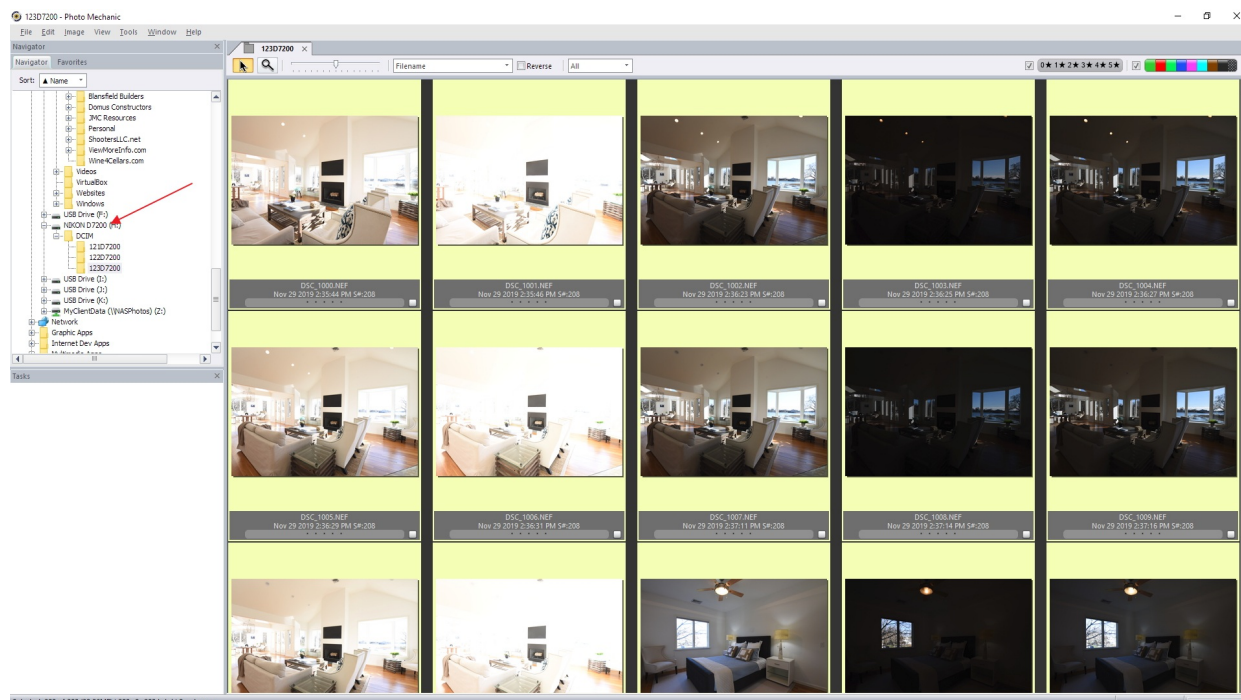 123D7200 - Photo Mechanic
File Edit Image View Tools Window Help
Navigator
Navigator Favorites
Sort: ▲ Name
Blansfield Builders
Domus Constructors
JMC Resources
Personal
ShootersLLC.net
ViewMoreInfo.com
Wine4Cellars.com
Videos
VirtualBox
Websites
Windows
USB Drive (F:)
NIKON D7200 (H:)
DCIM
121D7200
122D7200
123D7200
USB Drive (I:)
USB Drive (J:)
USB Drive (K:)
MyClientData (\\NASPhotos) (Z:)
Network
Graphic Apps
Internet Dev Apps
Tasks
123D7200
Filename Reverse All 0★ 1★ 2★ 3★ 4★ 5★
DSC_1000.NEF
Nov 29 2019 2:35:44 PM S#:208
DSC_1001.NEF
Nov 29 2019 2:35:46 PM S#:208
DSC_1002.NEF
Nov 29 2019 2:36:23 PM S#:208
DSC_1003.NEF
Nov 29 2019 2:36:25 PM S#:208
DSC_1004.NEF
Nov 29 2019 2:36:27 PM S#:208
DSC_1005.NEF
Nov 29 2019 2:36:29 PM S#:208
DSC_1006.NEF
Nov 29 2019 2:36:31 PM S#:208
DSC_1007.NEF
Nov 29 2019 2:37:11 PM S#:208
DSC_1008.NEF
Nov 29 2019 2:37:14 PM S#:208
DSC_1009.NEF
Nov 29 2019 2:37:16 PM S#:208